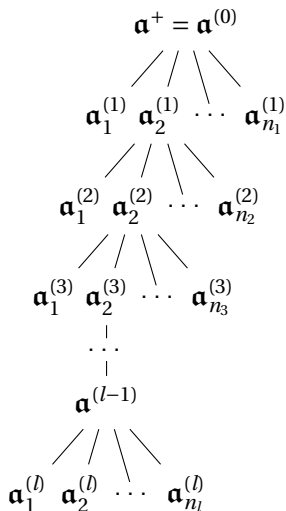 𝖆⁺ = 𝖆⁽⁰⁾
𝖆₁⁽¹⁾ 𝖆₂⁽¹⁾ ⋯ 𝖆ₙ₁⁽¹⁾
𝖆₁⁽²⁾ 𝖆₂⁽²⁾ ⋯ 𝖆ₙ₂⁽²⁾
𝖆₁⁽³⁾ 𝖆₂⁽³⁾ ⋯ 𝖆ₙ₃⁽³⁾
⋯
𝖆⁽ˡ⁻¹⁾
𝖆₁⁽ˡ⁾ 𝖆₂⁽ˡ⁾ ⋯ 𝖆ₙₗ⁽ˡ⁾